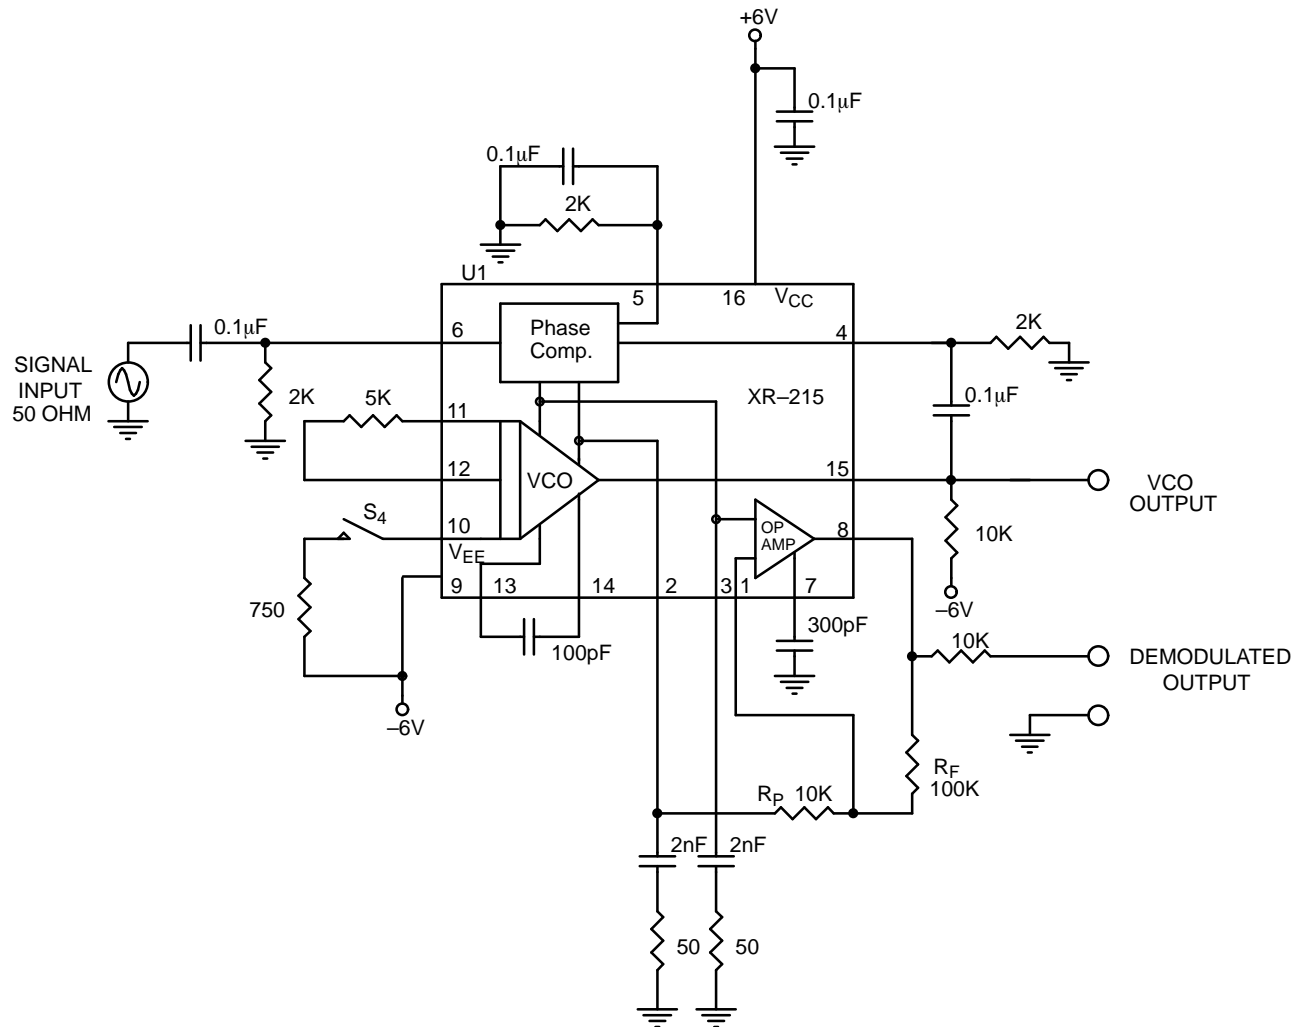 +6V
0.1μF
0.1μF
2K
U1
5
16
VCC
6
Phase
Comp.
4
2K
0.1μF
SIGNAL
INPUT
50 OHM
2K
5K
11
XR–215
0.1μF
12
VCO
15
VCO
OUTPUT
S4
10
OP
AMP
8
10K
VEE
9
13
14
2
3
1
7
–6V
750
100pF
300pF
10K
DEMODULATED
OUTPUT
–6V
RP 10K
RF
100K
2nF
2nF
50
50